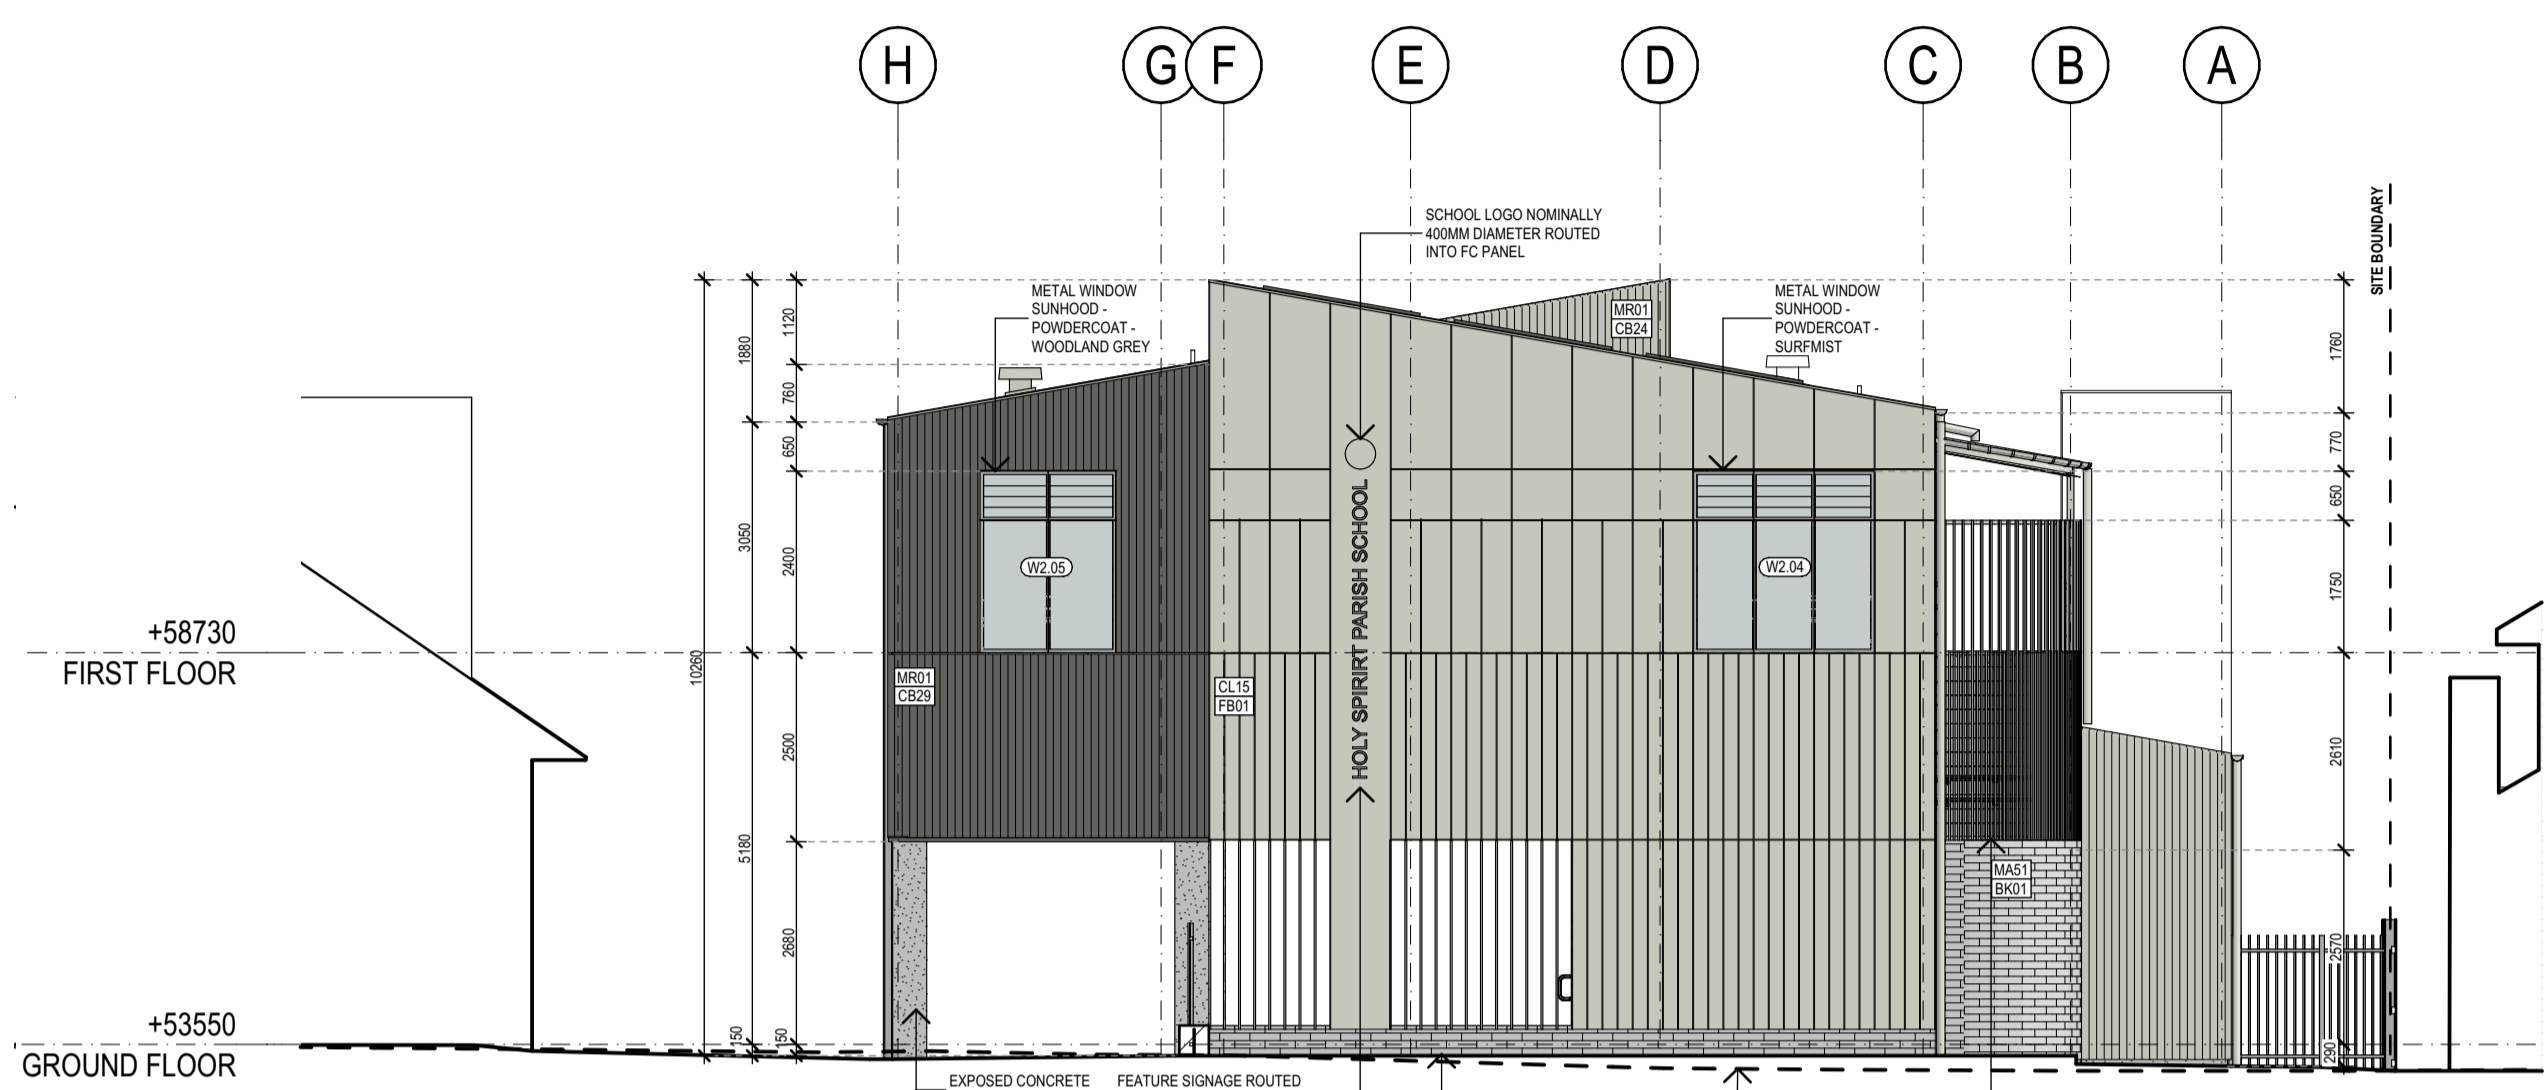 H G F E D C B A
SITE BOUNDARY
SCHOOL LOGO NOMINALLY
400MM DIAMETER ROUTED
INTO FC PANEL
METAL WINDOW
SUNHOOD -
POWDERCOAT -
WOODLAND GREY
METAL WINDOW
SUNHOOD -
POWDERCOAT -
SURFMIST
MR01
CB24
10260
1880
3050
5180
150
1120
760
650
2400
2500
2680
150
1760
770
650
1750
2610
2570
290
HOLY SPIRIRT PARISH SCHOOL
W2.05
W2.04
+58730
FIRST FLOOR
MR01
CB29
CL15
FB01
MA51
BK01
+53550
GROUND FLOOR
EXPOSED CONCRETE
FEATURE SIGNAGE ROUTED